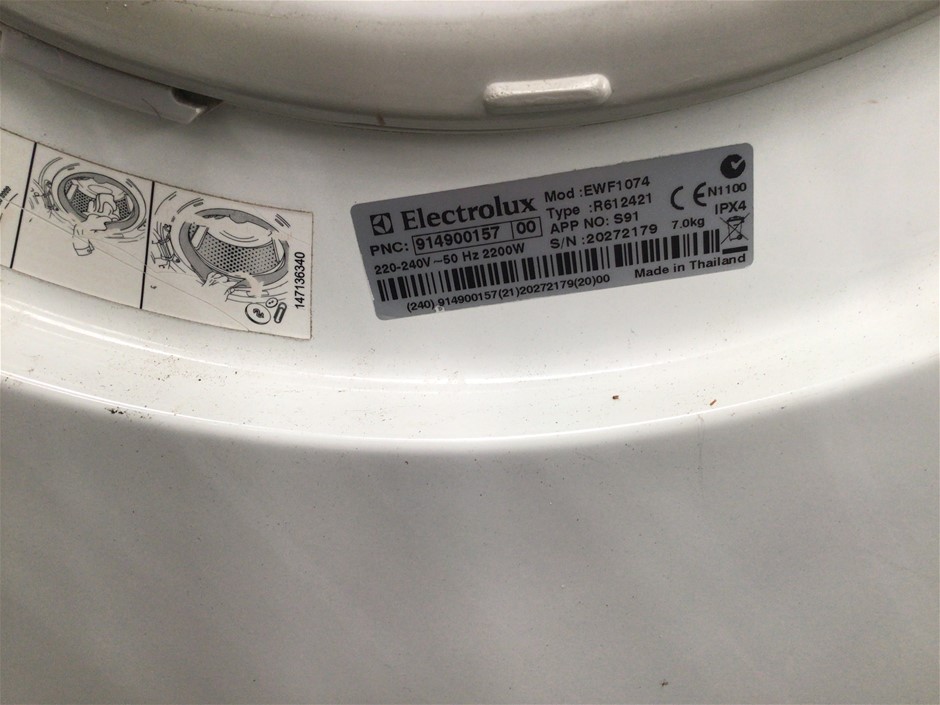 Electrolux
PNC: 914900157 00
220-240V~50 Hz 2200W
Mod :EWF1074
Type :R612421
APP NO: S91
S/N :20272179
7.0kg
CE N1100
IPX4
(240) 914900157(21)20272179(20)00
Made in Thailand
147136340